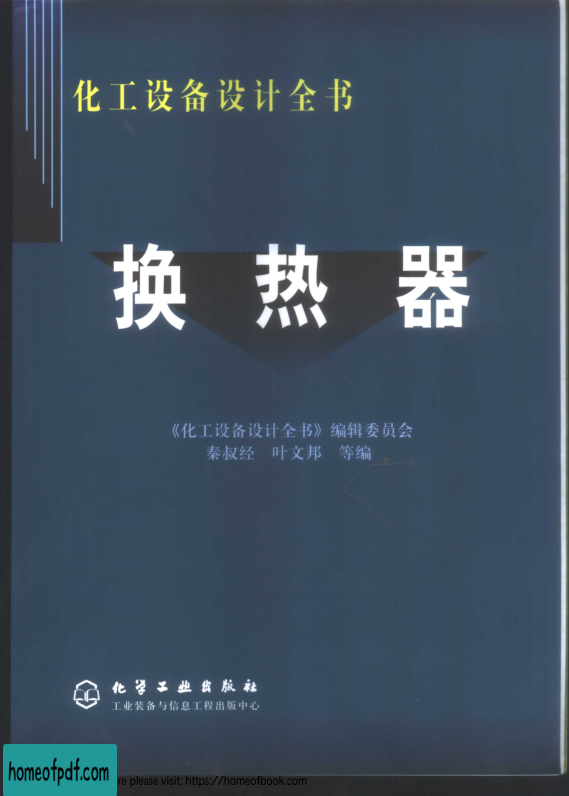 化工设备设计全书
换热器
《化工设备设计全书》编辑委员会
秦叔经 叶文邦 等编
化学工业出版社
工业装备与信息工程出版中心
homeofpdf.com
re please visit: https://homeofbook.com